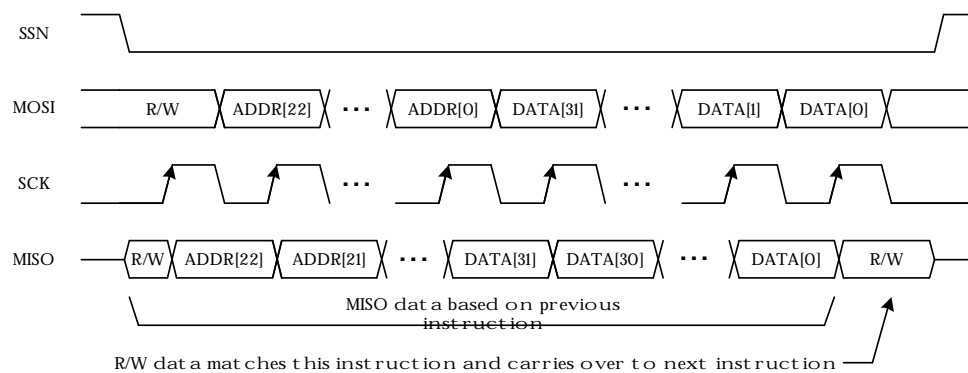 SSN
MOSI R/W ADDR[22] ... ADDR[0] DATA[31] ... DATA[1] DATA[0]
SCK ... ...
MISO R/W ADDR[22] ADDR[21] ... DATA[31] DATA[30] ... DATA[0] R/W
MISO data based on previous
instruction
R/W data matches this instruction and carries over to next instruction